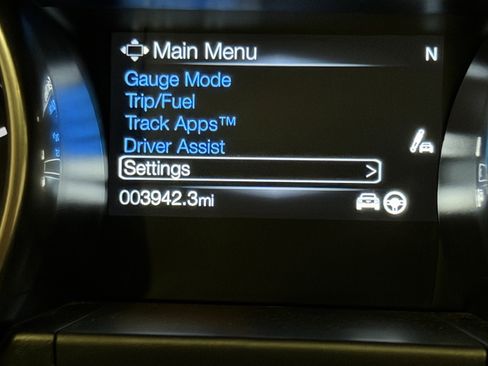 Main Menu
N
Gauge Mode
Trip/Fuel
Track Apps™
Driver Assist
Settings >
003942.3mi